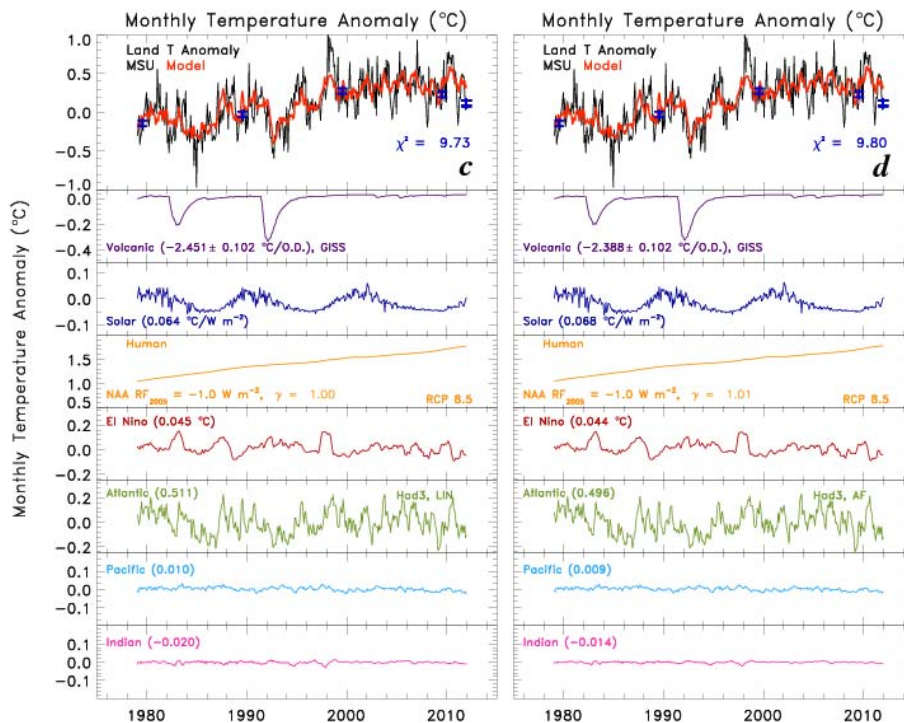 Monthly Temperature Anomaly (°C)
Monthly Temperature Anomaly (°C)
Monthly Temperature Anomaly (°C)
1.0
0.5
0.0
−0.5
−1.0
Land T Anomaly
MSU Model
χ² = 9.73
c
0.0
−0.2
−0.4
Volcanic (−2.451± 0.102 °C/O.D.), GISS
0.1
0.0
−0.1
Solar (0.064 °C/W m⁻²)
1.5
1.0
0.5
Human
NAA RF₂₀₀₅ = −1.0 W m⁻², γ = 1.00
RCP 8.5
0.2
0.0
−0.2
El Nino (0.045 °C)
0.2
0.0
−0.2
Atlantic (0.511)
Had3, LIN
0.1
0.0
−0.1
Pacific (0.010)
0.1
0.0
−0.1
Indian (−0.020)
1980 1990 2000 2010
Land T Anomaly
MSU Model
χ² = 9.80
d
Volcanic (−2.388± 0.102 °C/O.D.), GISS
Solar (0.068 °C/W m⁻²)
Human
NAA RF₂₀₀₅ = −1.0 W m⁻², γ = 1.01
RCP 8.5
El Nino (0.044 °C)
Atlantic (0.496)
Had3, AF
Pacific (0.009)
Indian (−0.014)
1980 1990 2000 2010